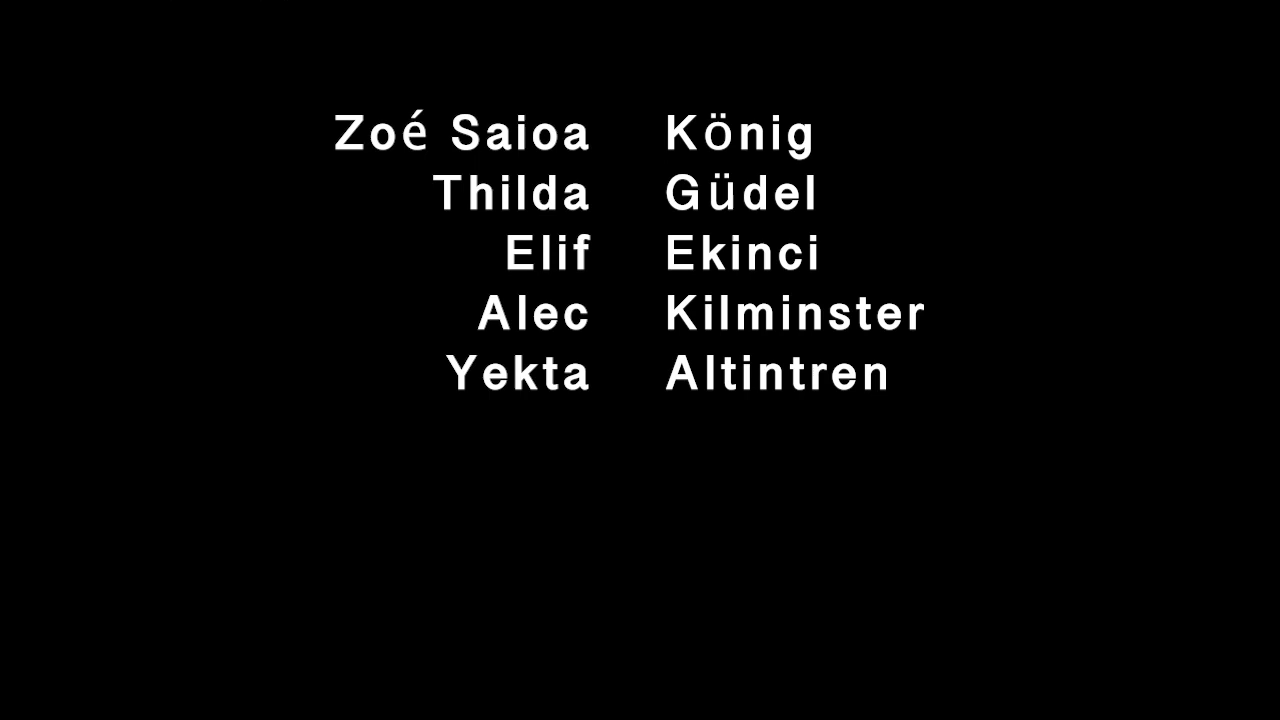 Zoé Saioa König
Thilda Güdel
Elif Ekinci
Alec Kilminster
Yekta Altintren